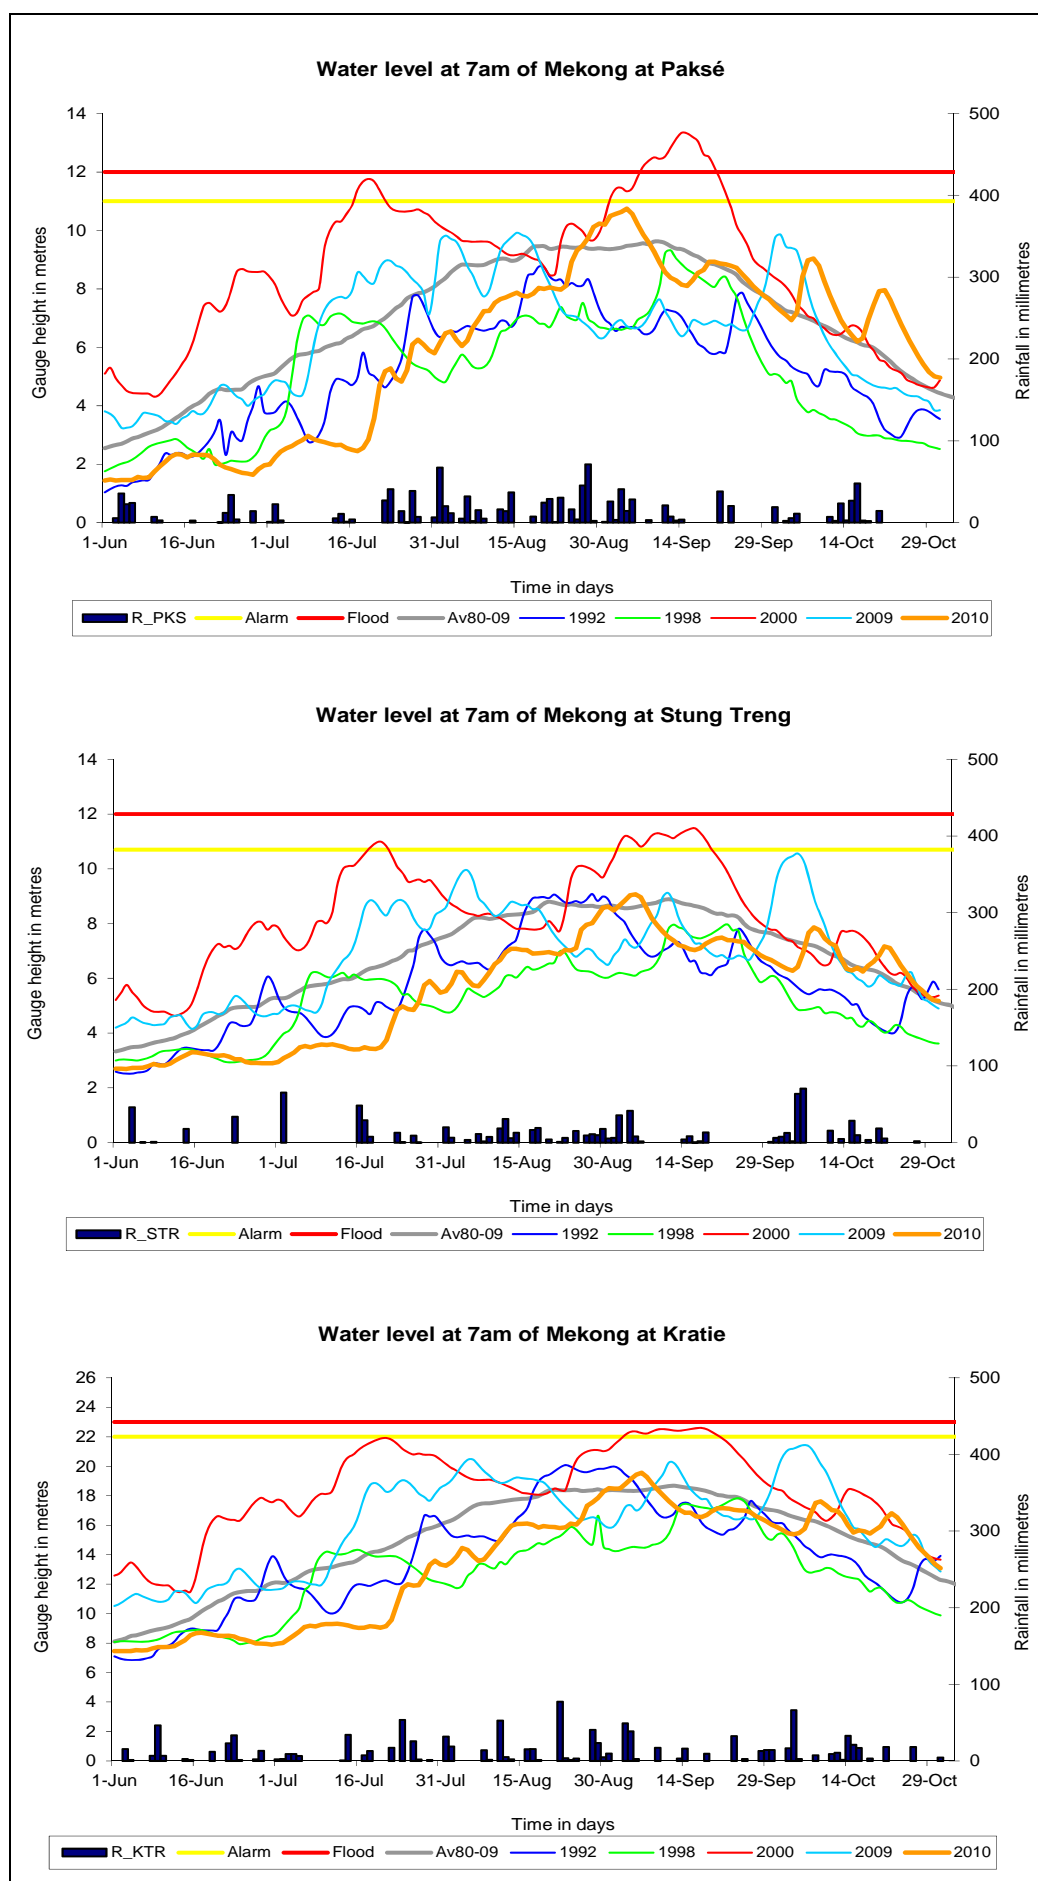 Water level at 7am of Mekong at Paksé
Gauge height in metres
Rainfall in millimetres
14
12
10
8
6
4
2
0
500
400
300
200
100
0
1-Jun 16-Jun 1-Jul 16-Jul 31-Jul 15-Aug 30-Aug 14-Sep 29-Sep 14-Oct 29-Oct
Time in days
R_PKS Alarm Flood Av80-09 1992 1998 2000 2009 2010
Water level at 7am of Mekong at Stung Treng
Gauge height in metres
Rainfall in millimetres
14
12
10
8
6
4
2
0
500
400
300
200
100
0
1-Jun 16-Jun 1-Jul 16-Jul 31-Jul 15-Aug 30-Aug 14-Sep 29-Sep 14-Oct 29-Oct
Time in days
R_STR Alarm Flood Av80-09 1992 1998 2000 2009 2010
Water level at 7am of Mekong at Kratie
Gauge height in metres
Rainfall in millimetres
26
24
22
20
18
16
14
12
10
8
6
4
2
0
500
400
300
200
100
0
1-Jun 16-Jun 1-Jul 16-Jul 31-Jul 15-Aug 30-Aug 14-Sep 29-Sep 14-Oct 29-Oct
Time in days
R_KTR Alarm Flood Av80-09 1992 1998 2000 2009 2010